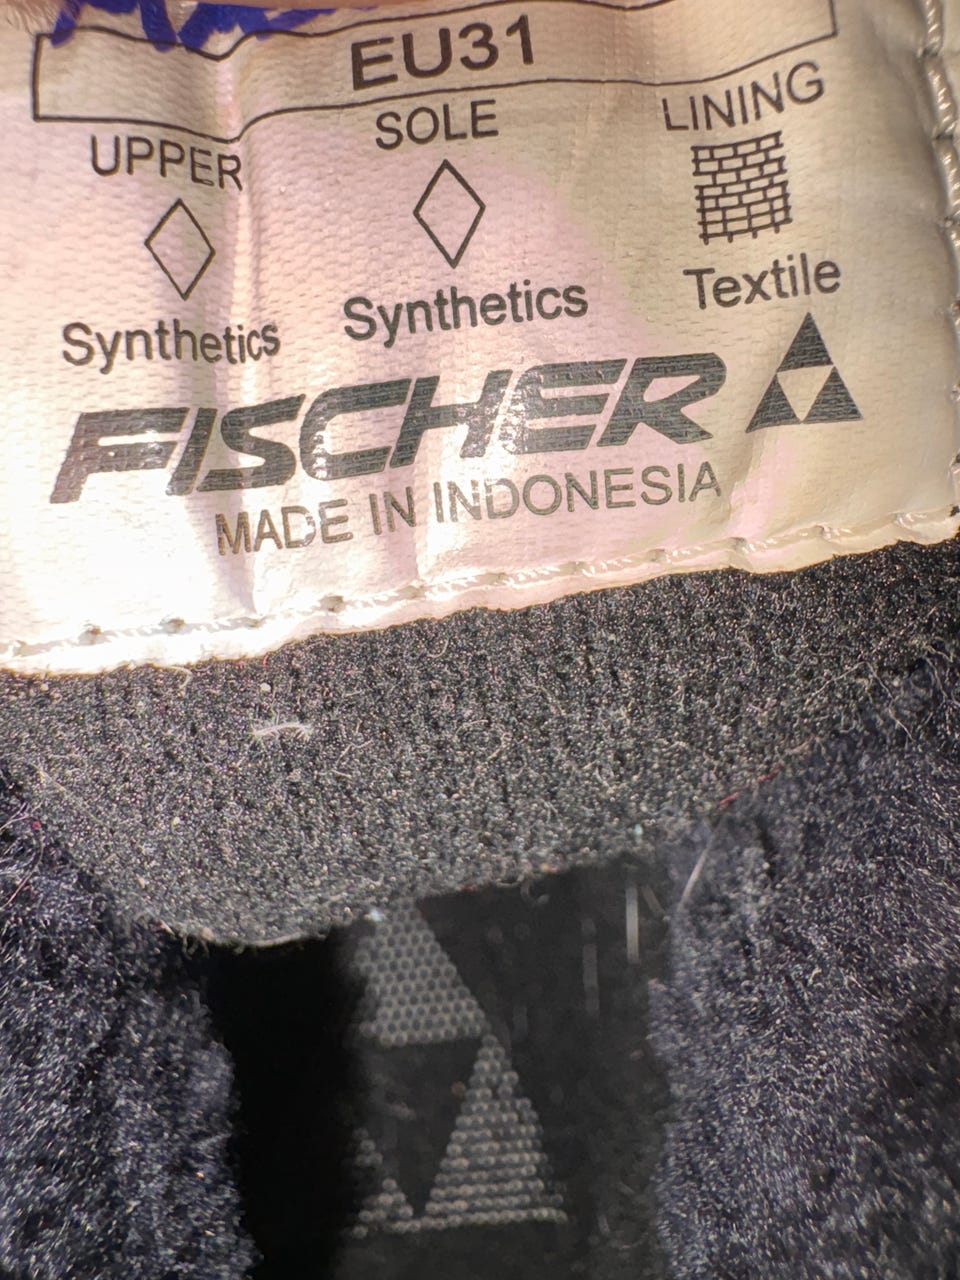 EU31
UPPER SOLE LINING
Synthetics Synthetics Textile
FISCHER
MADE IN INDONESIA